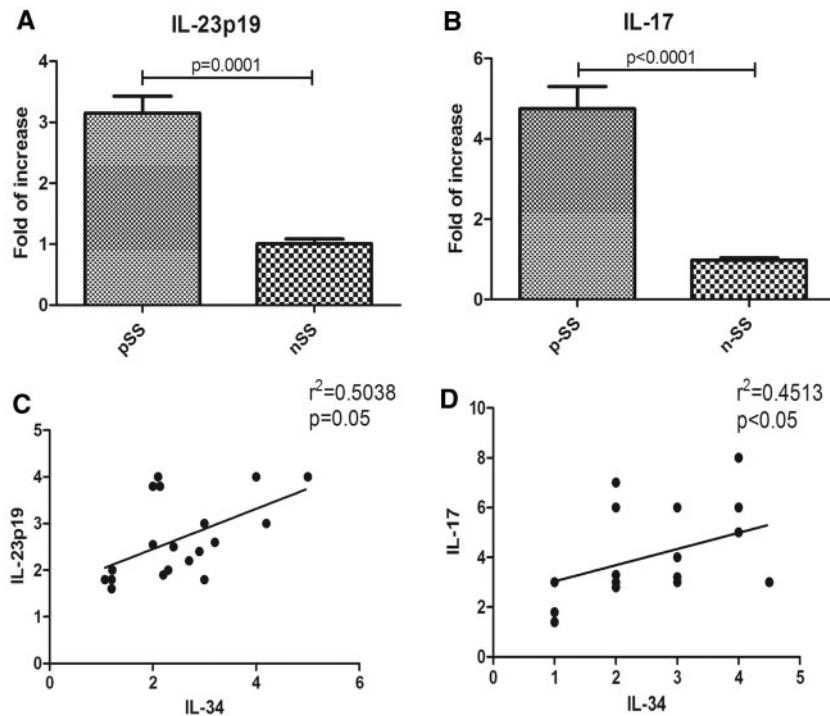 A
IL-23p19
p=0.0001
Fold of increase
4
3
2
1
0
pSS
nSS
B
IL-17
p<0.0001
Fold of increase
6
4
2
0
p-SS
n-SS
C
r²=0.5038
p=0.05
IL-23p19
5
4
3
2
1
0
0
2
4
6
IL-34
D
r²=0.4513
p<0.05
IL-17
10
8
6
4
2
0
0
1
2
3
4
5
IL-34